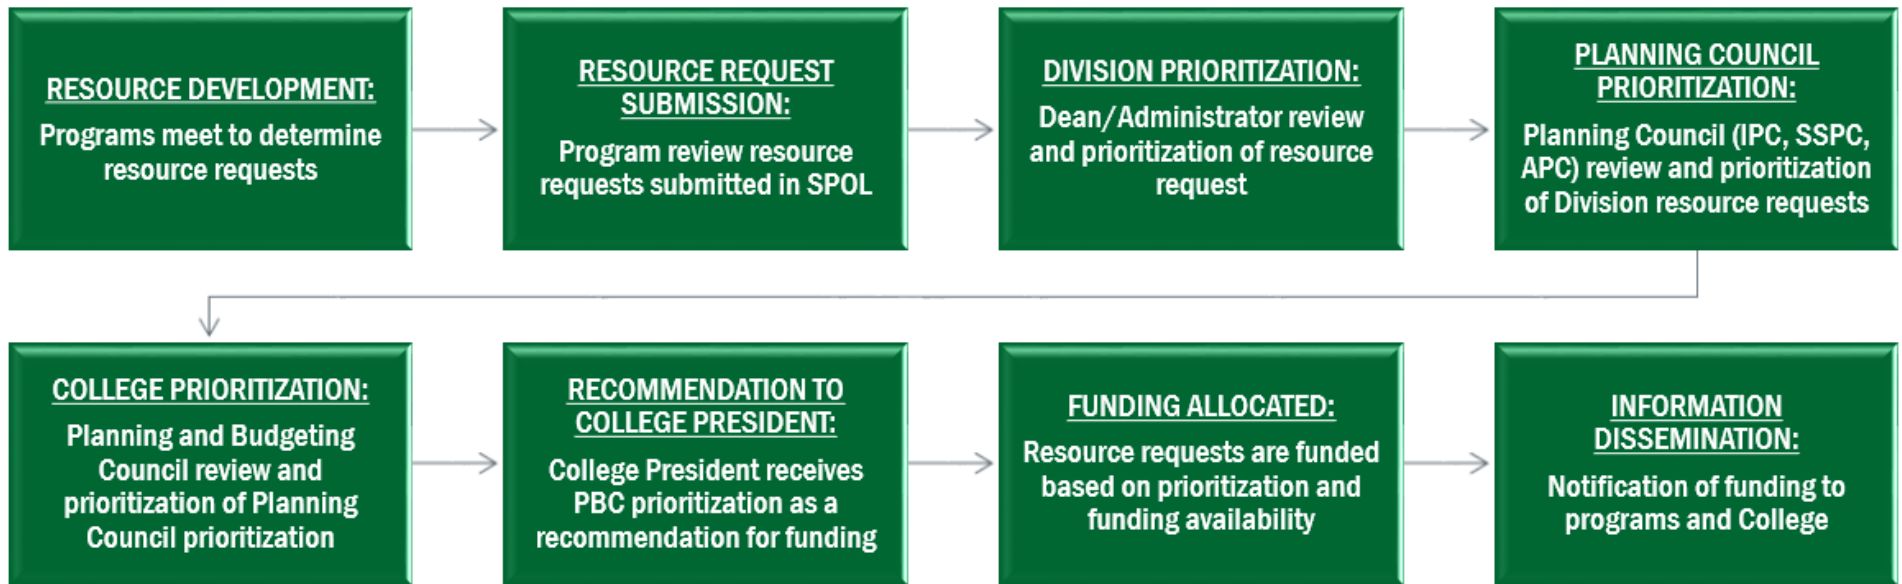 RESOURCE DEVELOPMENT:
Programs meet to determine
resource requests
RESOURCE REQUEST
SUBMISSION:
Program review resource
requests submitted in SPOL
DIVISION PRIORITIZATION:
Dean/Administrator review
and prioritization of resource
request
PLANNING COUNCIL
PRIORITIZATION:
Planning Council (IPC, SSPC,
APC) review and prioritization
of Division resource requests
COLLEGE PRIORITIZATION:
Planning and Budgeting
Council review and
prioritization of Planning
Council prioritization
RECOMMENDATION TO
COLLEGE PRESIDENT:
College President receives
PBC prioritization as a
recommendation for funding
FUNDING ALLOCATED:
Resource requests are funded
based on prioritization and
funding availability
INFORMATION
DISSEMINATION:
Notification of funding to
programs and College